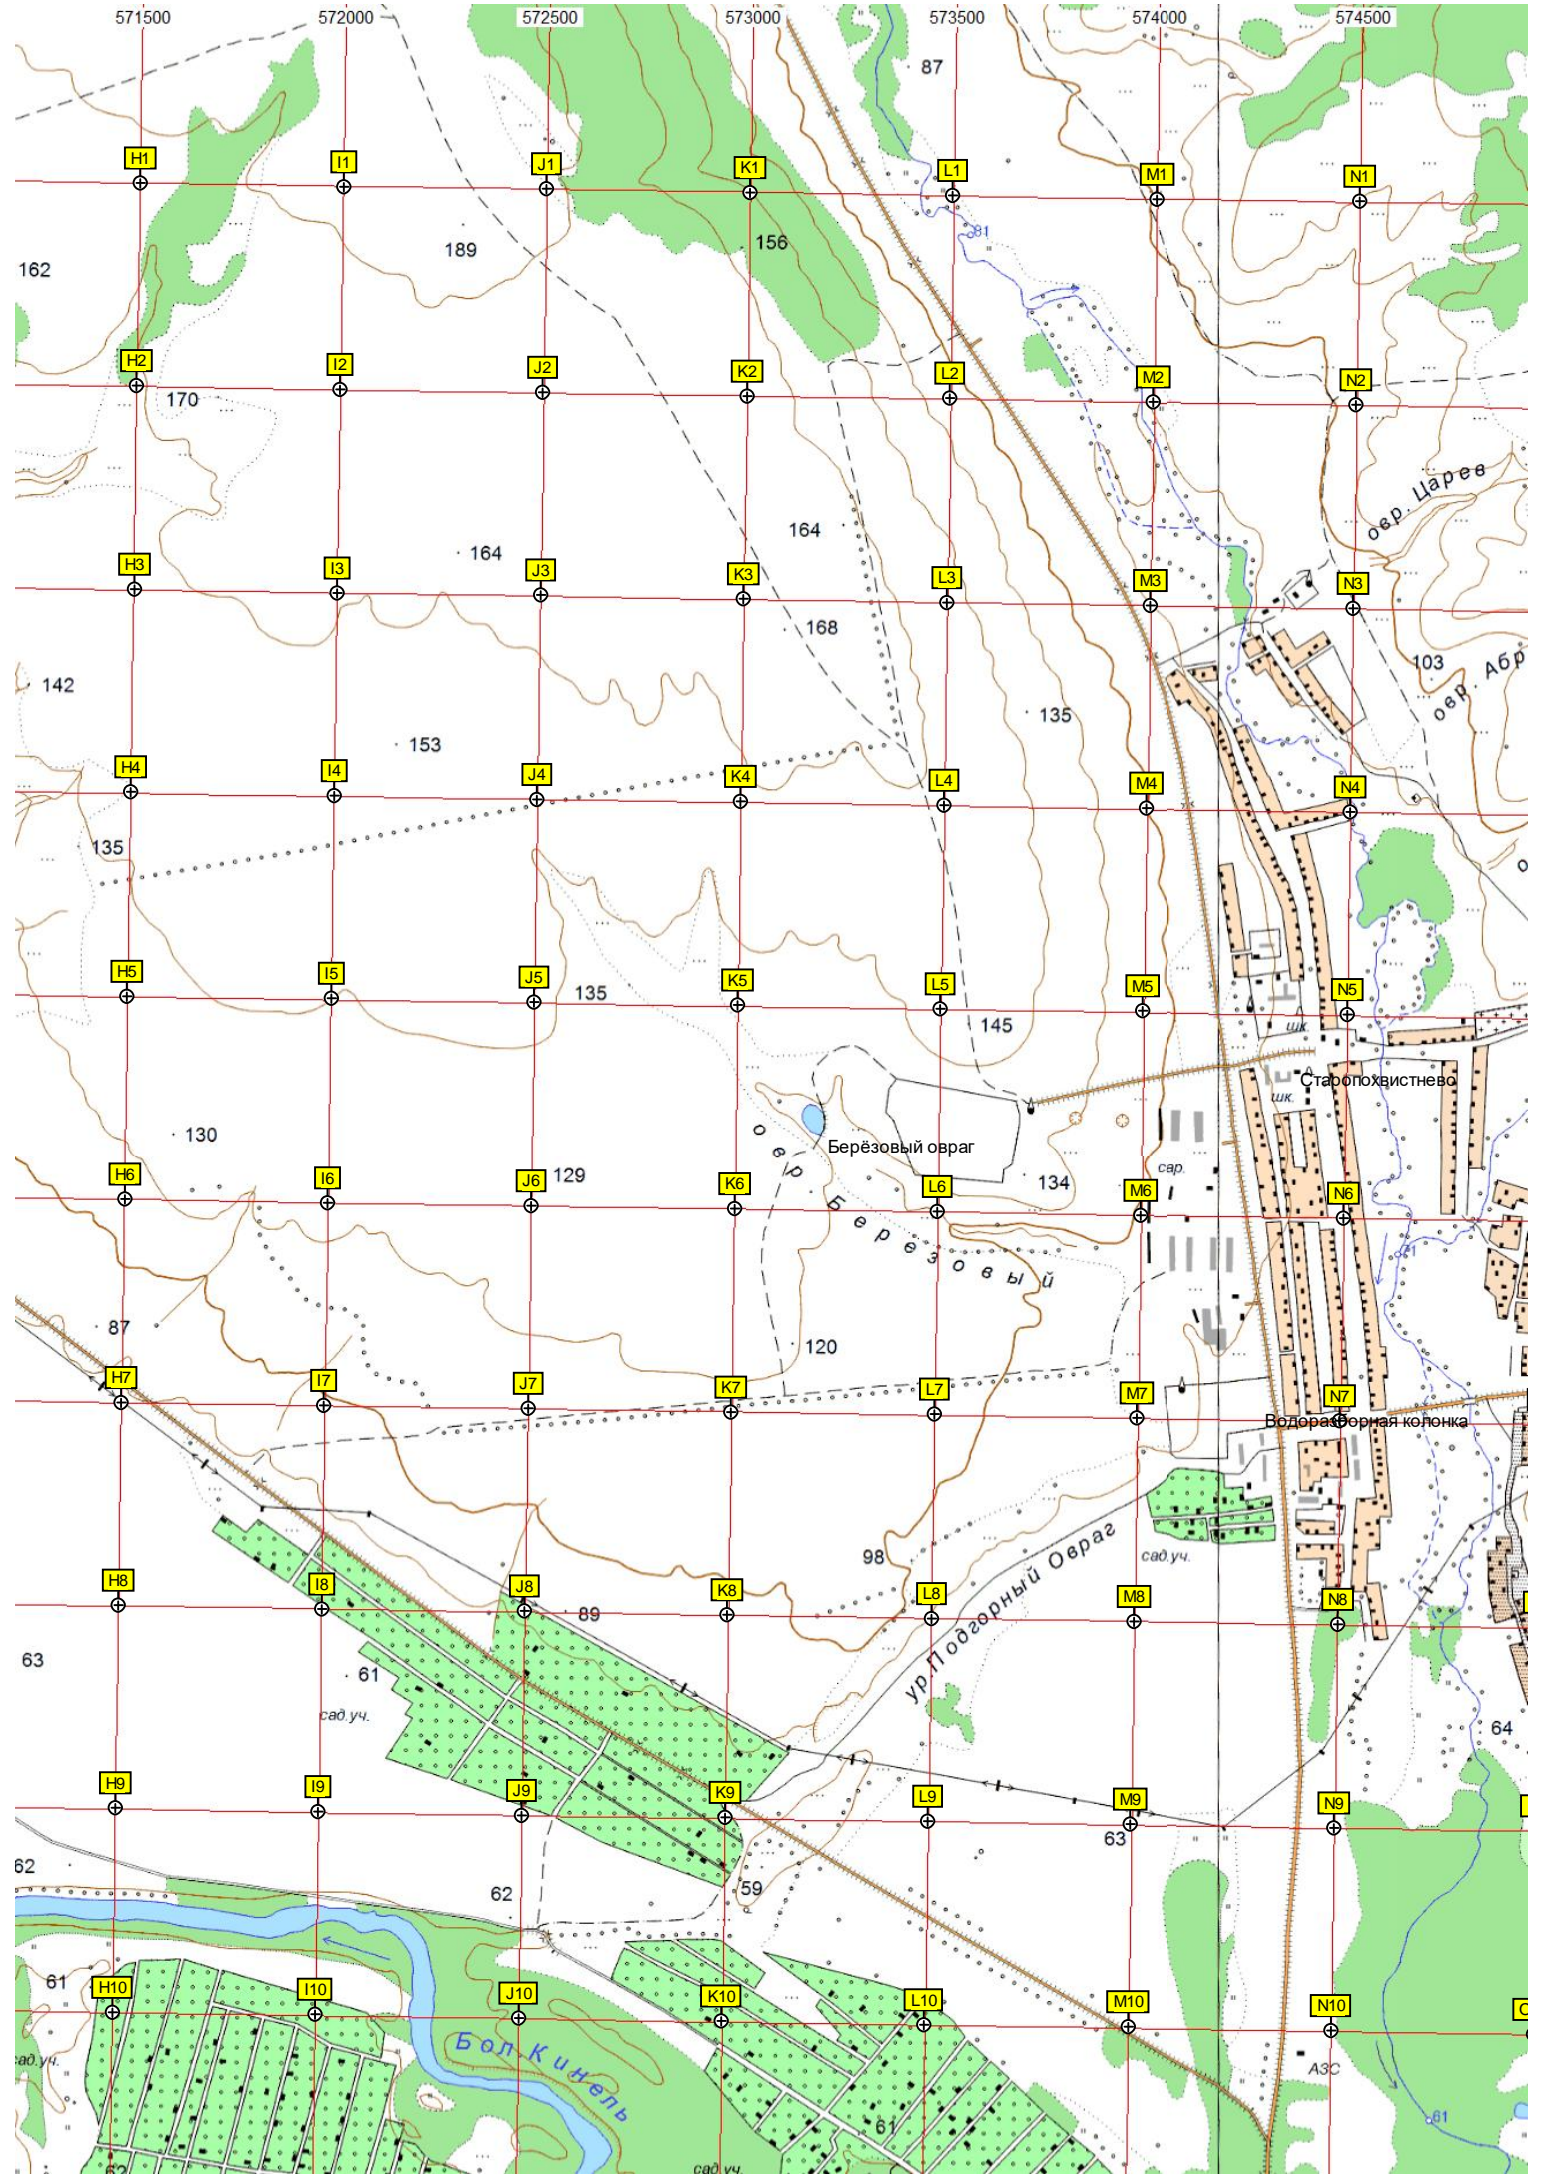 571500 572000 572500 573000 573500 574000 574500
87
H1 I1 J1 K1 L1 M1 N1
81
156
189
162
H2 I2 J2 K2 L2 M2 N2
170
овр. Царев
164
164
H3 I3 J3 K3 L3 M3 N3
168
103
овр. Абр
142
135
153
H4 I4 J4 K4 L4 M4 N4
135
о
H5 I5 J5 K5 L5 M5 N5
135
145
шк.
Старопохвистнево
шк.
130
Берёзовый овраг
овр. Березовый
сар.
129
134
H6 I6 J6 K6 L6 M6 N6
61
87
120
H7 I7 J7 K7 L7 M7 N7
Водоразборная колонка
98
сад.уч.
ур.Подгорный Овраг
H8 I8 J8 K8 L8 M8 N8
89
63
61
сад.уч.
64
H9 I9 J9 K9 L9 M9 N9
63
62
62
59
61
H10 I10 J10 K10 L10 M10 N10
Бол.Кинель
ад.уч.
АЗС
61
61
62
сад.уч.